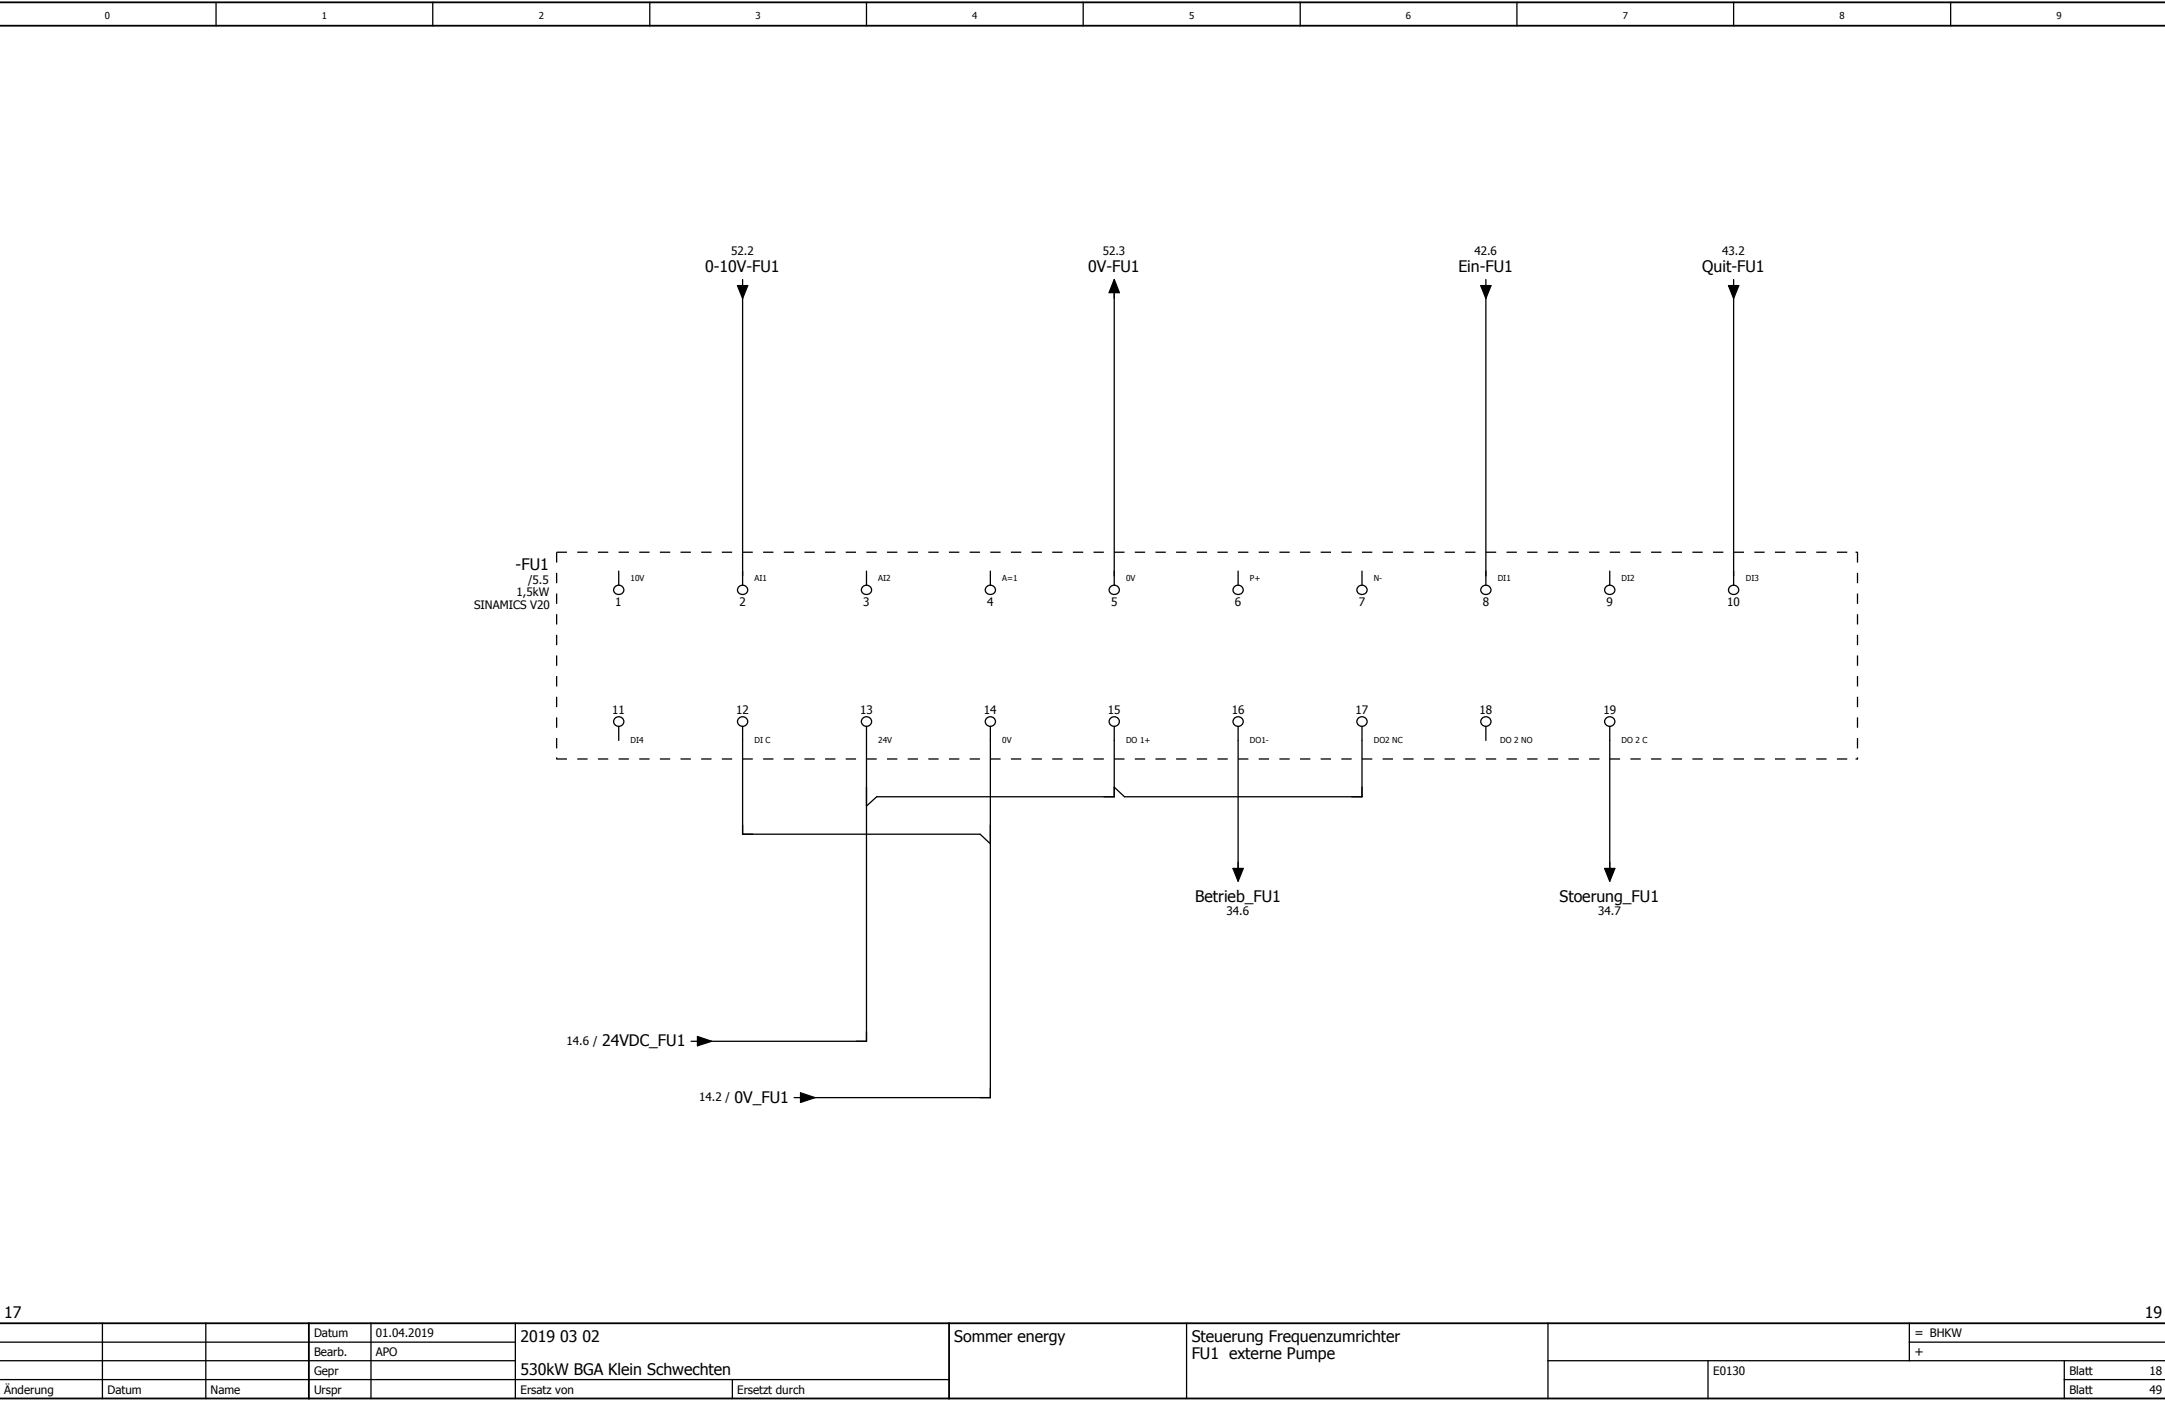 0 1 2 3 4 5 6 7 8 9
52.2 52.3 42.6 43.2
0-10V-FU1 0V-FU1 Ein-FU1 Quit-FU1
-FU1
/5.5
1,5kW
SINAMICS V20
10V AI1 AI2 A=1 0V P+ N- DI1 DI2 DI3
1 2 3 4 5 6 7 8 9 10
11 12 13 14 15 16 17 18 19
DI4 DI C 24V 0V DO 1+ DO1- DO2 NC DO 2 NO DO 2 C
Betrieb_FU1 Stoerung_FU1
34.6 34.7
14.6 / 24VDC_FU1
14.2 / 0V_FU1
17 19
Datum 01.04.2019 2019 03 02 Sommer energy Steuerung Frequenzumrichter = BHKW
Bearb. APO FU1 externe Pumpe +
Gepr 530kW BGA Klein Schwechten E0130 Blatt 18
Änderung Datum Name Urspr Ersatz von Ersetzt durch Blatt 49